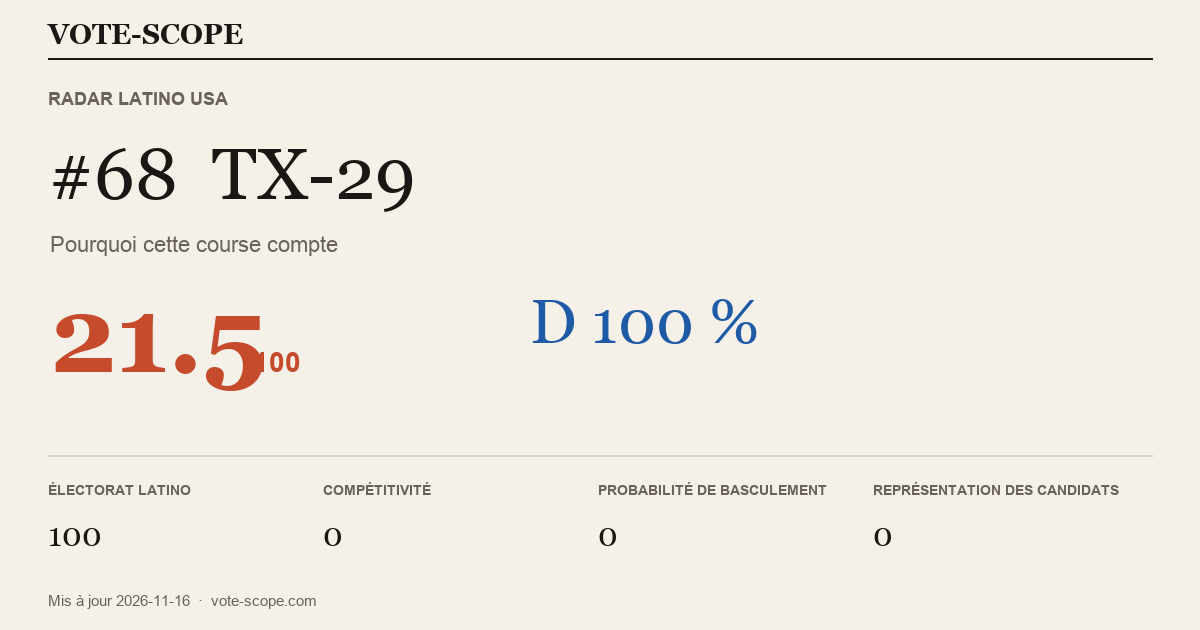 VOTE-SCOPE
RADAR LATINO USA
#68 TX-29
Pourquoi cette course compte
21.5
D 100 %
ÉLECTORAT LATINO
COMPÉTITIVITÉ
PROBABILITÉ DE BASCULEMENT
REPRÉSENTATION DES CANDIDATS
100
0
0
0
Mis à jour 2026-11-16 · vote-scope.com